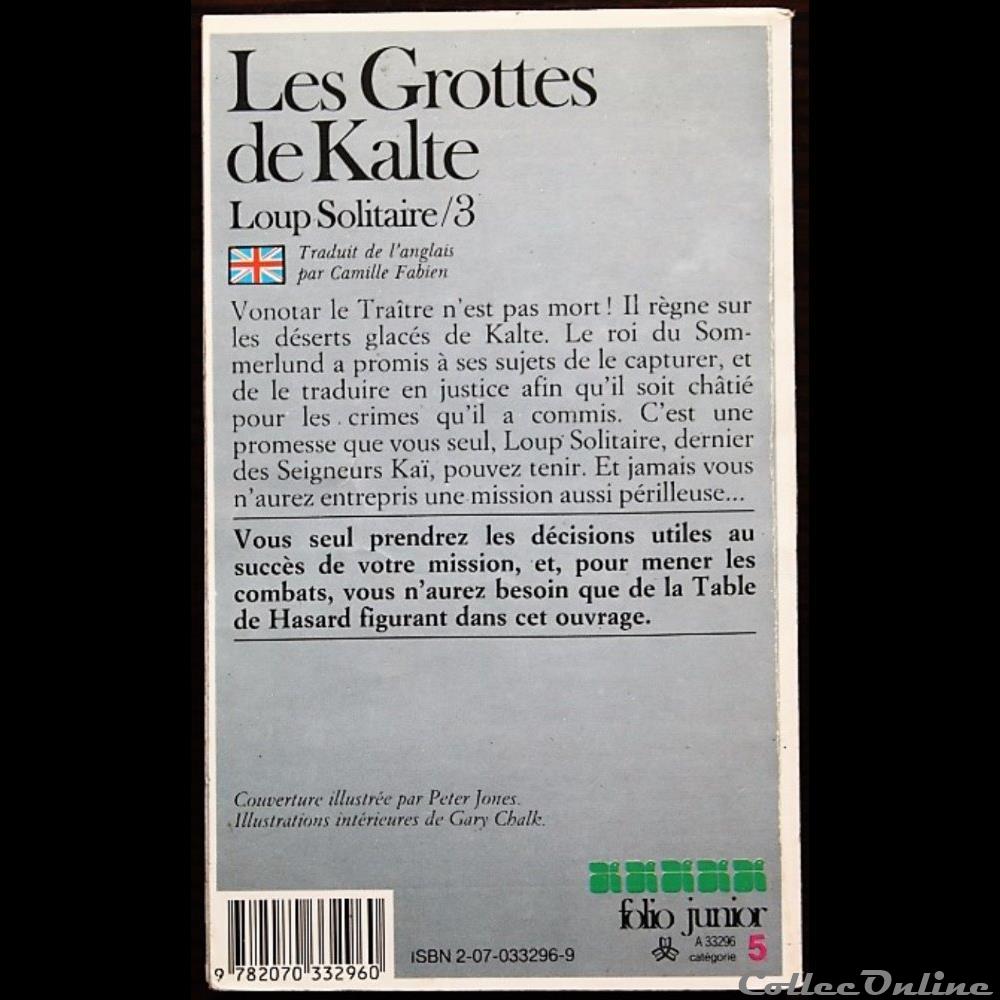 Les Grottes
de Kalte
Loup Solitaire/3
Traduit de l'anglais
par Camille Fabien
Vonotar le Traître n'est pas mort ! Il règne sur
les déserts glacés de Kalte. Le roi du Som-
merlund a promis à ses sujets de le capturer, et
de le traduire en justice afin qu'il soit châtié
pour les crimes qu'il a commis. C'est une
promesse que vous seul, Loup Solitaire, dernier
des Seigneurs Kaï, pouvez tenir. Et jamais vous
n'aurez entrepris une mission aussi périlleuse...
Vous seul prendrez les décisions utiles au
succès de votre mission, et, pour mener les
combats, vous n'aurez besoin que de la Table
de Hasard figurant dans cet ouvrage.
Couverture illustrée par Peter Jones.
Illustrations intérieures de Gary Chalk.
folio junior
A 33296
catégorie 5
ISBN 2-07-033296-9
9 782070 332960
CollecOnline